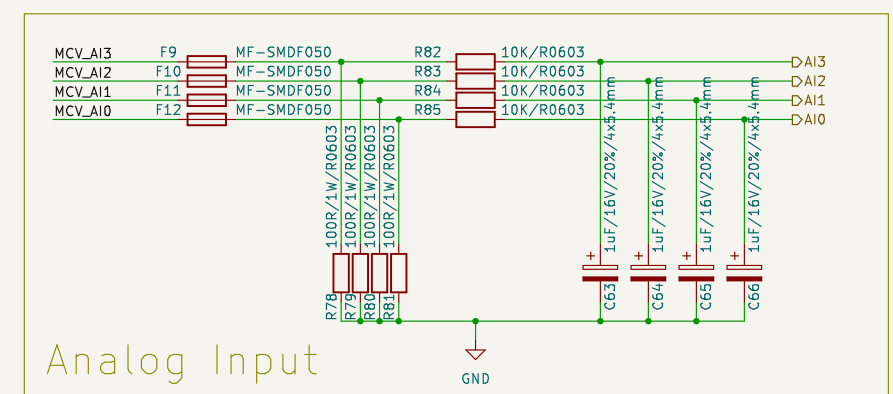 MCV_AI3 F9 MF-SMDF050 R82 10K/R0603 AI3
MCV_AI2 F10 MF-SMDF050 R83 10K/R0603 AI2
MCV_AI1 F11 MF-SMDF050 R84 10K/R0603 AI1
MCV_AI0 F12 MF-SMDF050 R85 10K/R0603 AI0
100R/1W/R0603
100R/1W/R0603
100R/1W/R0603
100R/1W/R0603
1uF/16V/20%/4x5.4mm
1uF/16V/20%/4x5.4mm
1uF/16V/20%/4x5.4mm
1uF/16V/20%/4x5.4mm
+ + + +
R78 R79 R80 R81 C63 C64 C65 C66
Analog Input
GND